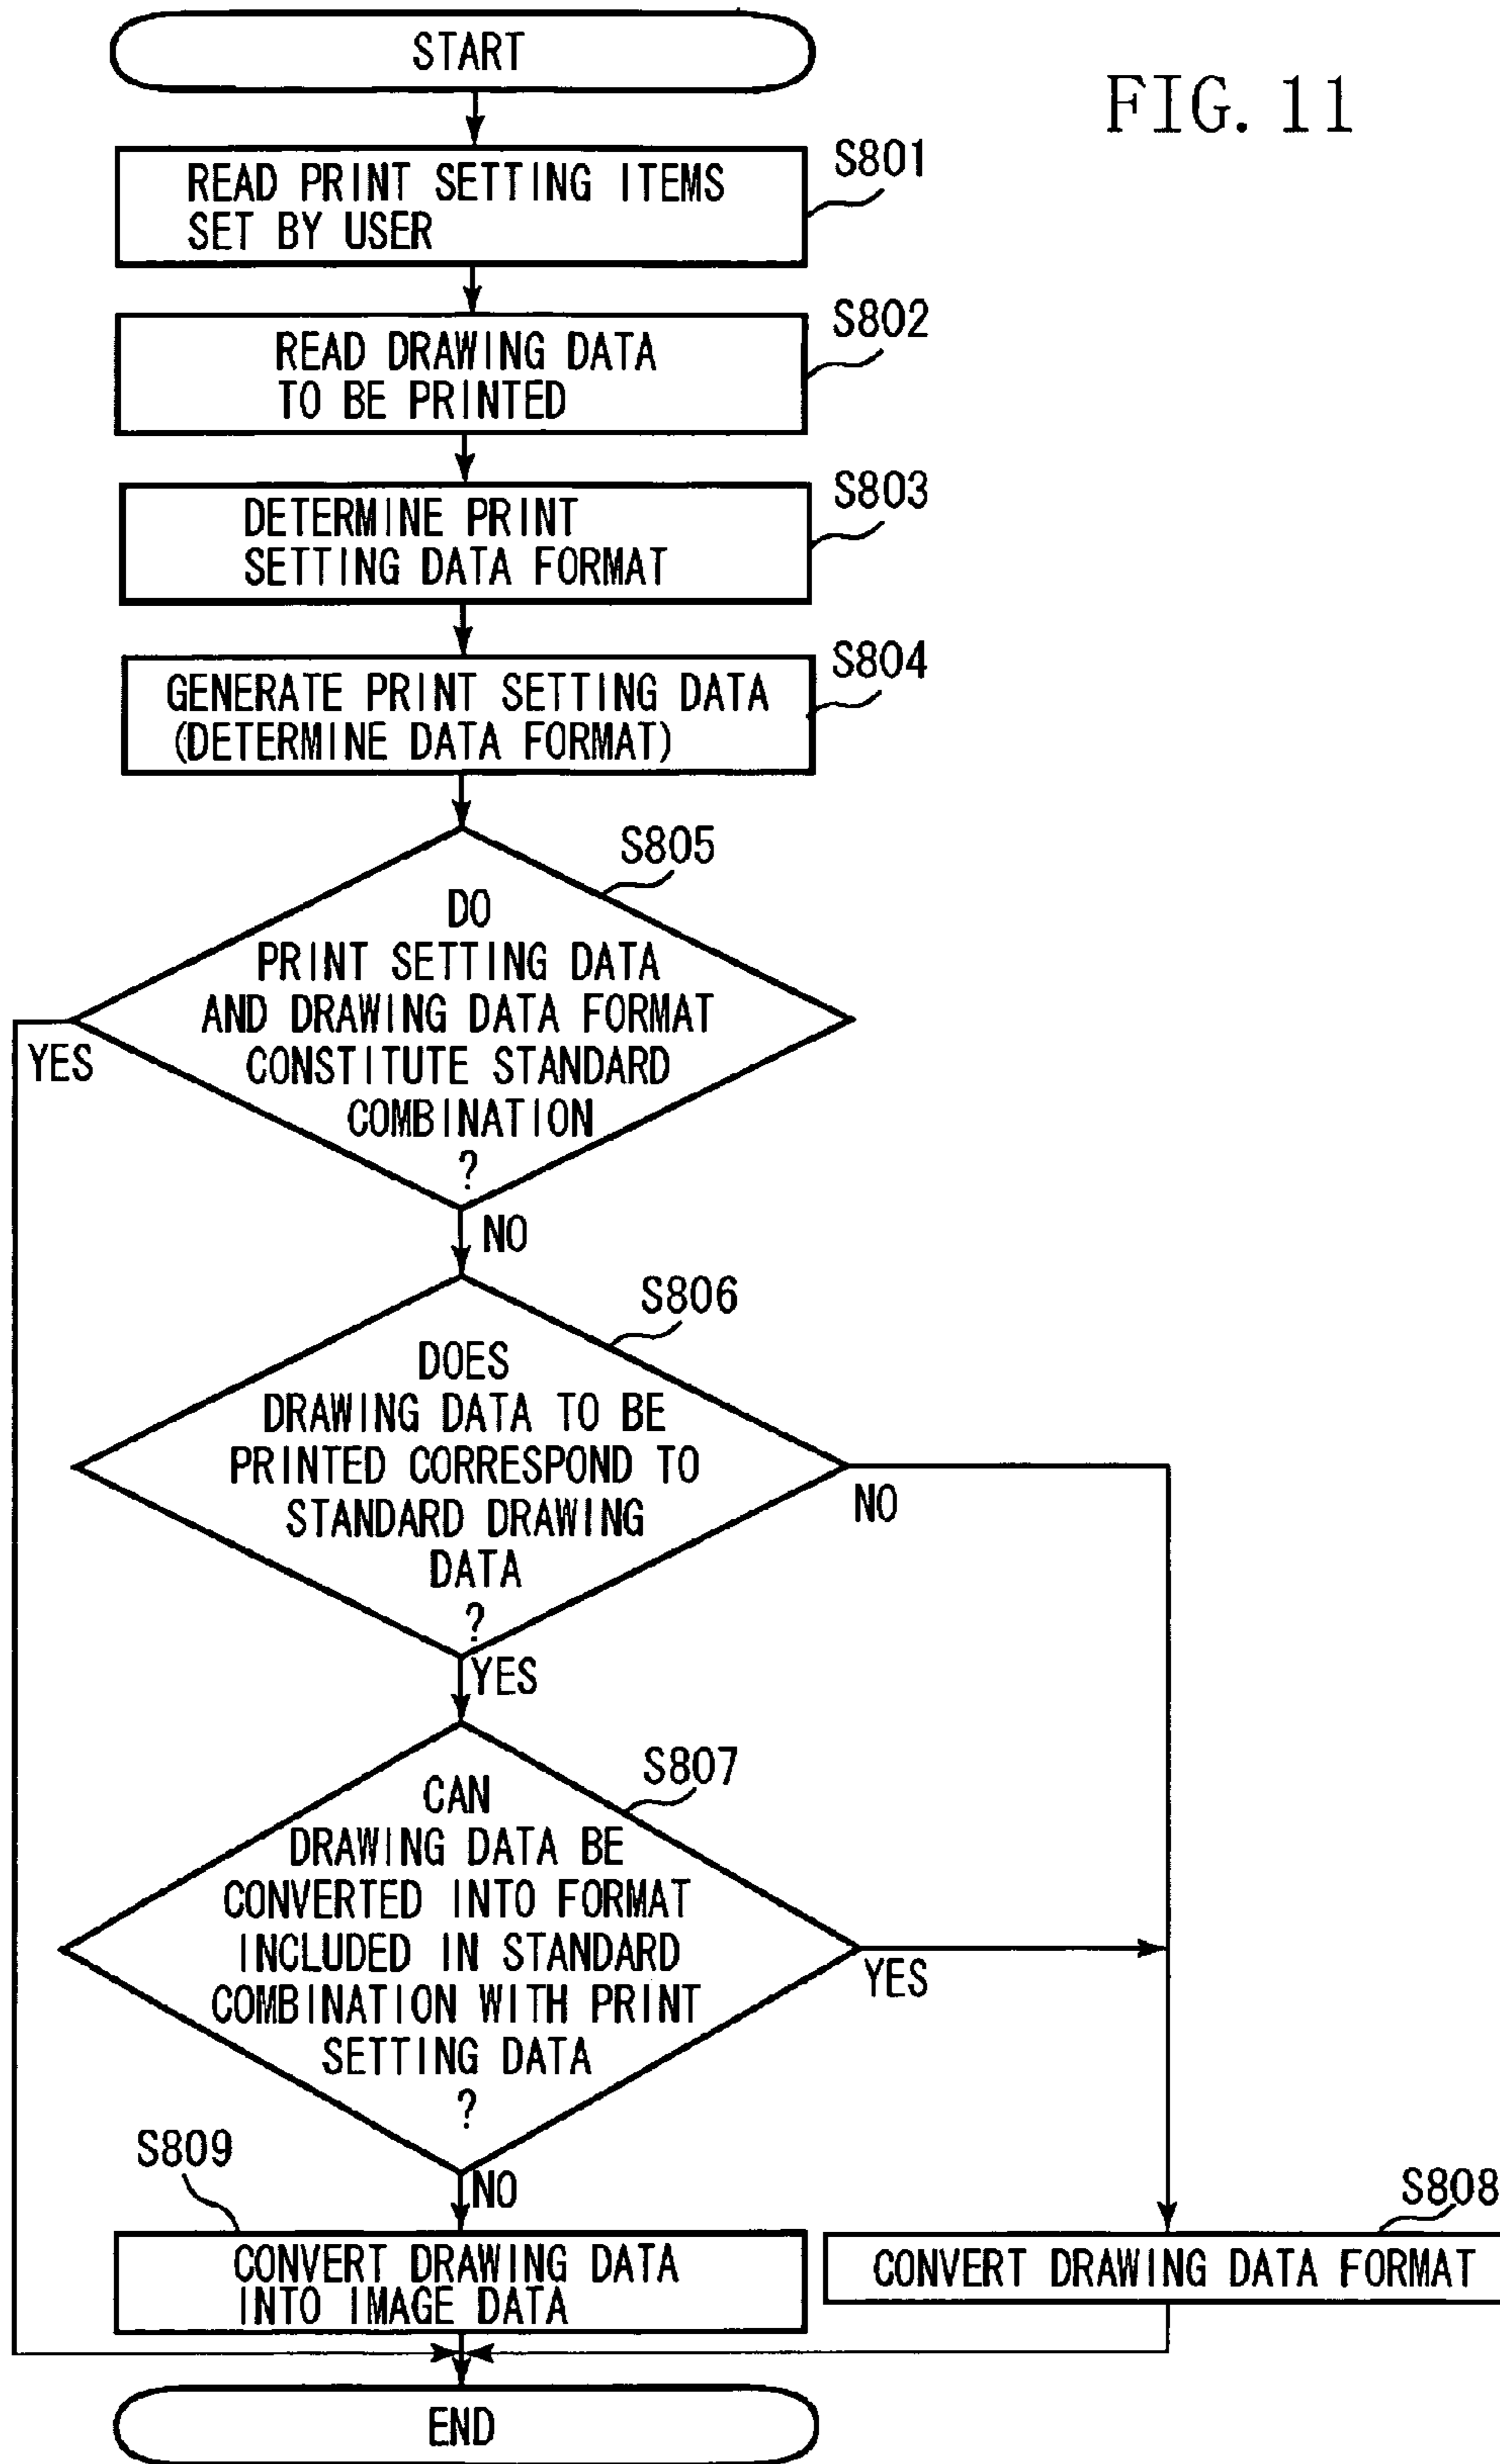 START
FIG. 11
S801
READ PRINT SETTING ITEMS
SET BY USER
S802
READ DRAWING DATA
TO BE PRINTED
S803
DETERMINE PRINT
SETTING DATA FORMAT
S804
GENERATE PRINT SETTING DATA
(DETERMINE DATA FORMAT)
S805
DO
PRINT SETTING DATA
AND DRAWING DATA FORMAT
CONSTITUTE STANDARD
COMBINATION
?
YES
NO
S806
DOES
DRAWING DATA TO BE
PRINTED CORRESPOND TO
STANDARD DRAWING
DATA
?
NO
YES
S807
CAN
DRAWING DATA BE
CONVERTED INTO FORMAT
INCLUDED IN STANDARD
COMBINATION WITH PRINT
SETTING DATA
?
YES
NO
S809
CONVERT DRAWING DATA
INTO IMAGE DATA
S808
CONVERT DRAWING DATA FORMAT
END